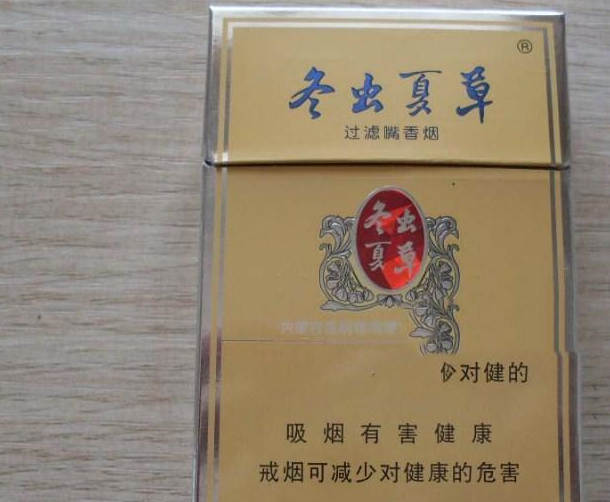 ®
冬虫夏草
过滤嘴香烟
冬虫
夏草
对健的
吸烟有害健康
戒烟可减少对健康的危害